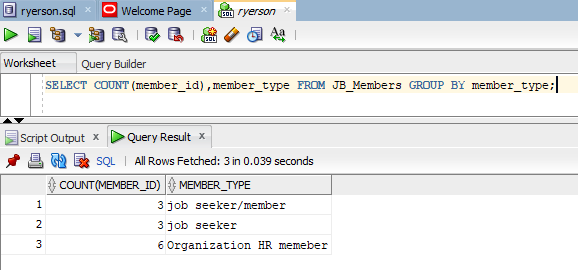 ryerson.sql Welcome Page ryerson
SQL Aa
Worksheet Query Builder
SELECT COUNT(member_id),member_type FROM JB_Members GROUP BY member_type;
Script Output x Query Result x
SQL All Rows Fetched: 3 in 0.039 seconds
COUNT(MEMBER_ID) MEMBER_TYPE
1 3 job seeker/member
2 3 job seeker
3 6 Organization HR memeber